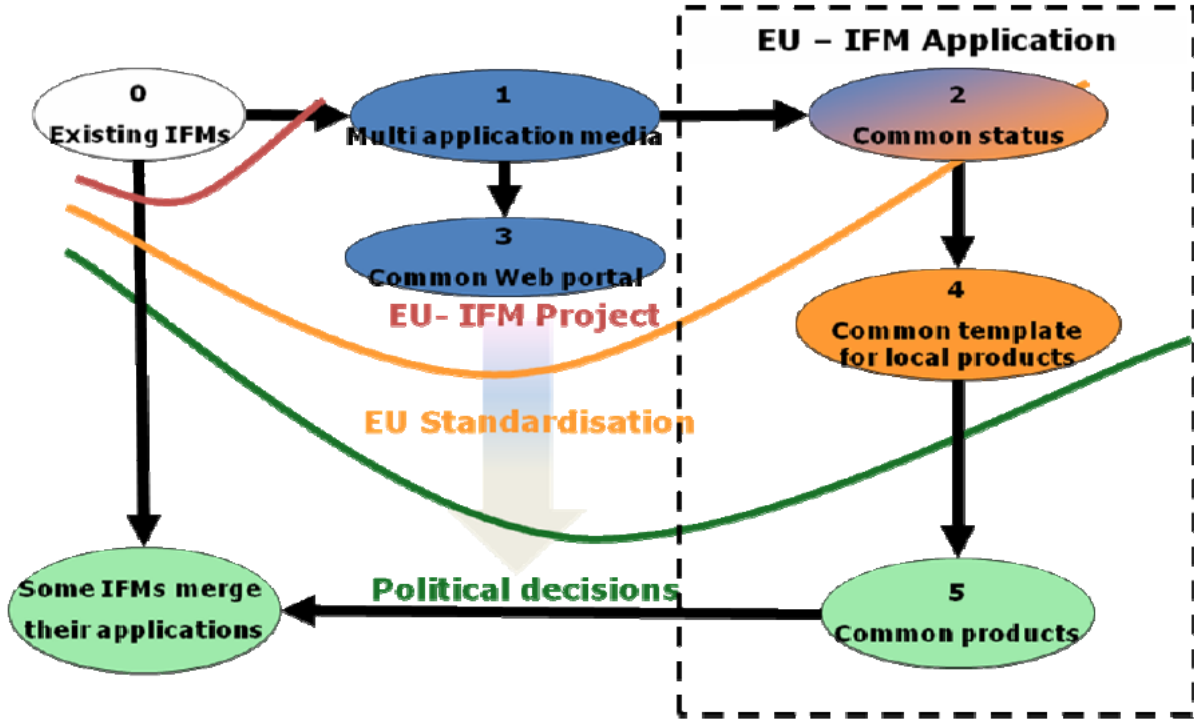 EU – IFM Application
0
Existing IFMs
1
Multi application media
2
Common status
3
Common Web portal
EU- IFM Project
4
Common template
for local products
EU Standardisation
Some IFMs merge
their applications
Political decisions
5
Common products